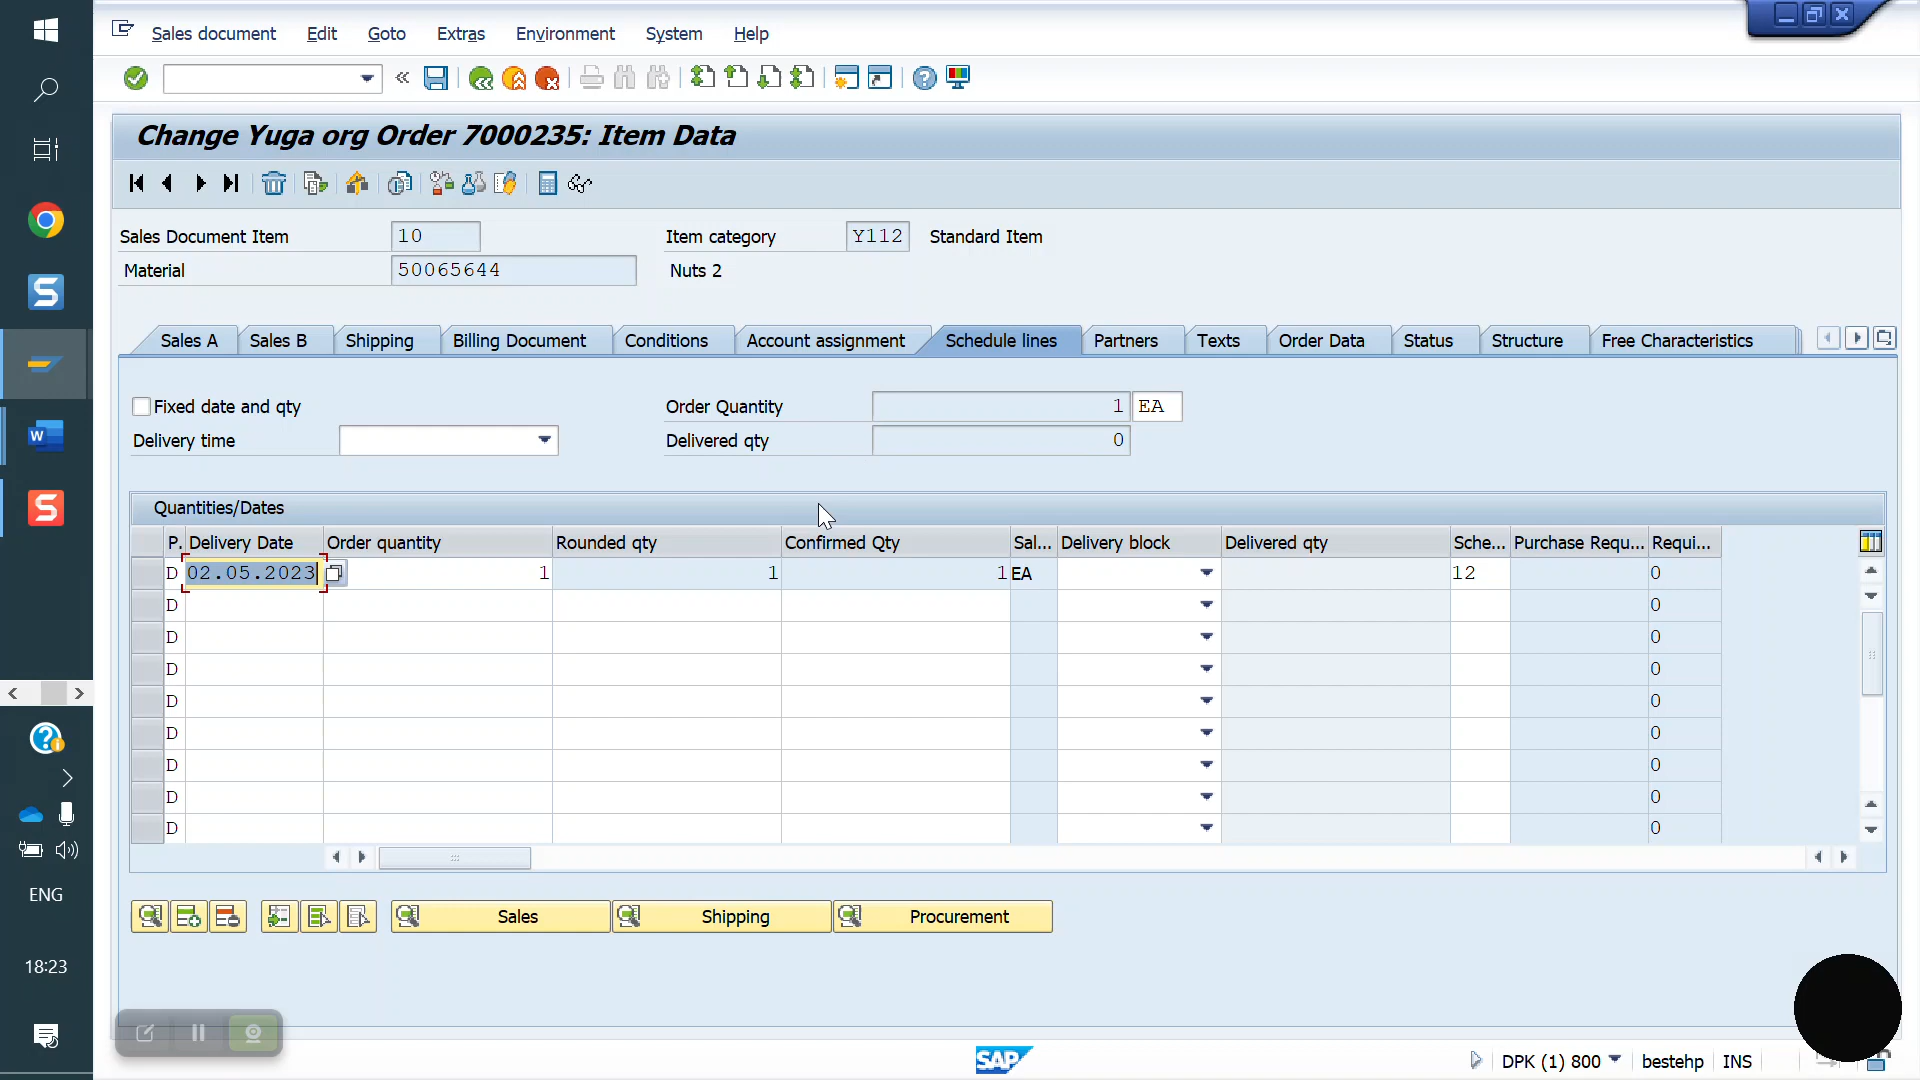 Sales document Edit Goto Extras Environment System Help
Change Yuga org Order 7000235: Item Data
Sales Document Item 10 Item category Y112 Standard Item
Material 50065644 Nuts 2
Sales A Sales B Shipping Billing Document Conditions Account assignment Schedule lines Partners Texts Order Data Status Structure Free Characteristics
Fixed date and qty Order Quantity 1 EA
Delivery time Delivered qty 0
Quantities/Dates
P. Delivery Date Order quantity Rounded qty Confirmed Qty Sal... Delivery block Delivered qty Sche... Purchase Requ... Requi...
D 02.05.2023 1 1 1 EA 12 0
D 0
D 0
D 0
D 0
D 0
D 0
D 0
D 0
Sales Shipping Procurement
ENG
18:23
SAP DPK (1) 800 bestehp INS